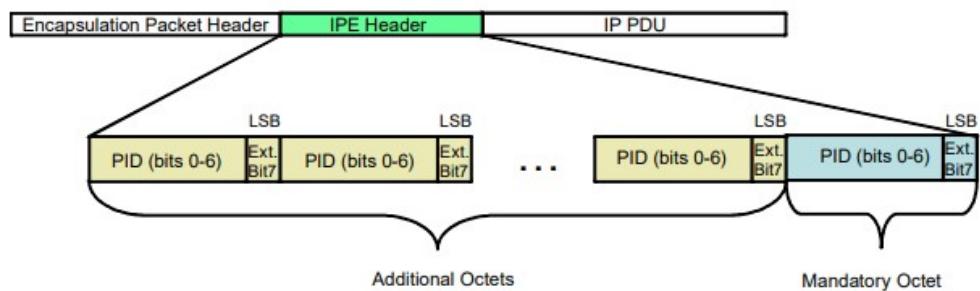 Encapsulation Packet Header IPE Header IP PDU
LSB LSB LSB LSB
PID (bits 0-6) Ext. Bit7 PID (bits 0-6) Ext. Bit7 . . . PID (bits 0-6) Ext. Bit7 PID (bits 0-6) Ext. Bit7
Additional Octets Mandatory Octet